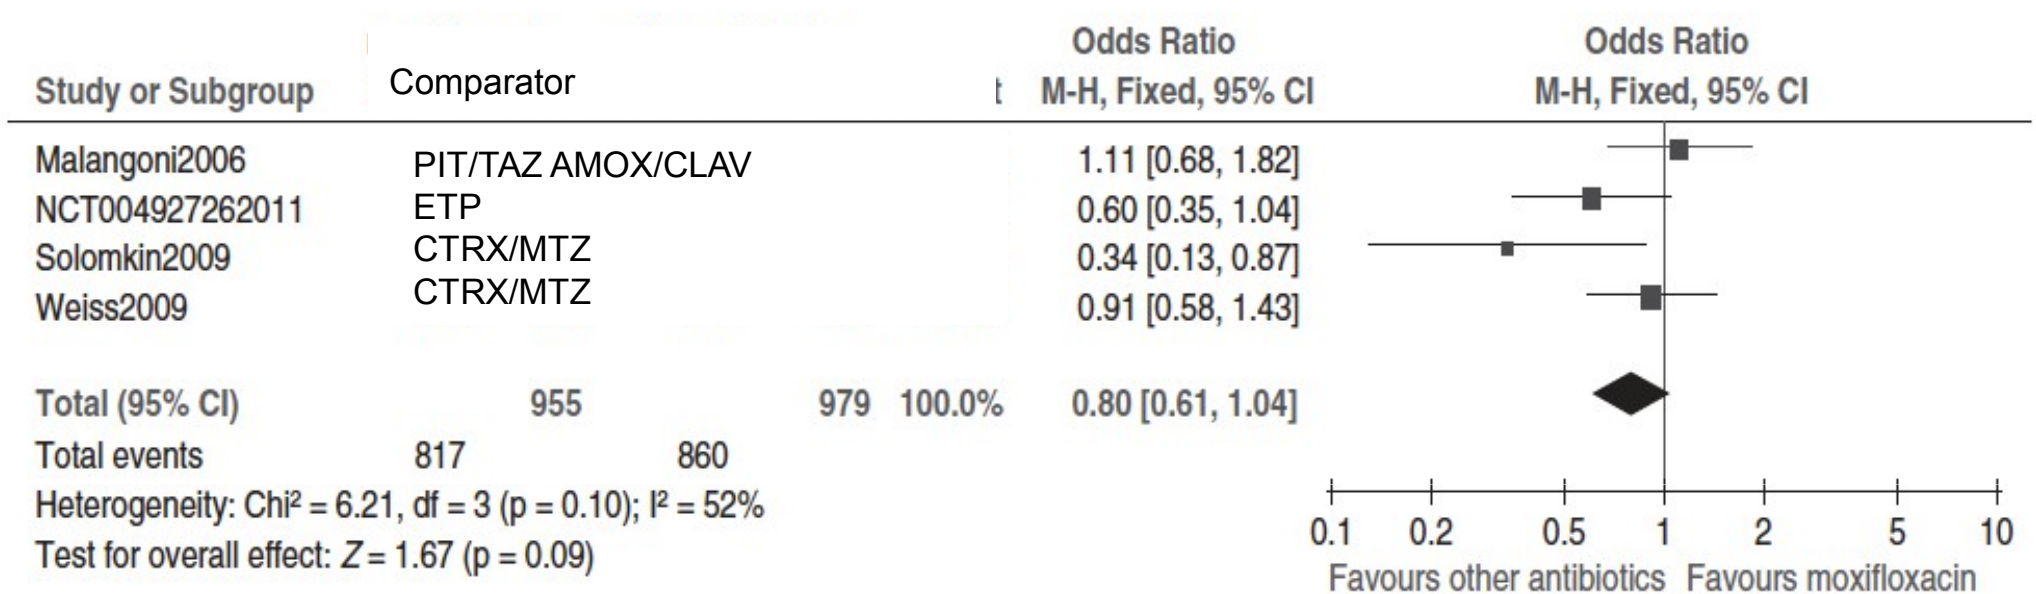 Odds Ratio Odds Ratio
Study or Subgroup Comparator t M-H, Fixed, 95% CI M-H, Fixed, 95% CI
Malangoni2006 PIT/TAZ AMOX/CLAV 1.11 [0.68, 1.82]
NCT004927262011 ETP 0.60 [0.35, 1.04]
Solomkin2009 CTRX/MTZ 0.34 [0.13, 0.87]
Weiss2009 CTRX/MTZ 0.91 [0.58, 1.43]
Total (95% CI) 955 979 100.0% 0.80 [0.61, 1.04]
Total events 817 860
Heterogeneity: Chi² = 6.21, df = 3 (p = 0.10); I² = 52%
Test for overall effect: Z = 1.67 (p = 0.09)
0.1 0.2 0.5 1 2 5 10
Favours other antibiotics Favours moxifloxacin